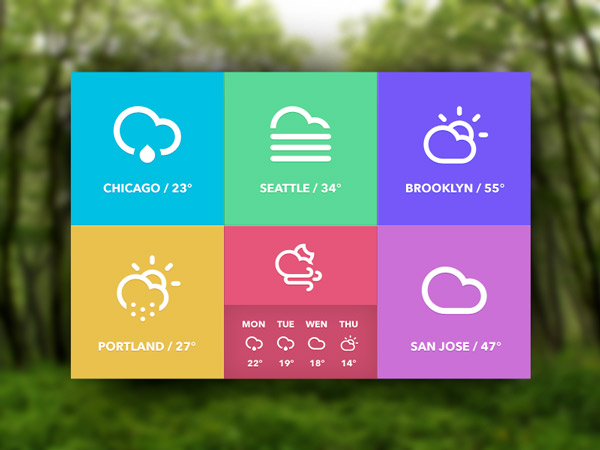 CHICAGO / 23°
SEATTLE / 34°
BROOKLYN / 55°
PORTLAND / 27°
MON TUE WEN THU
22° 19° 18° 14°
SAN JOSE / 47°